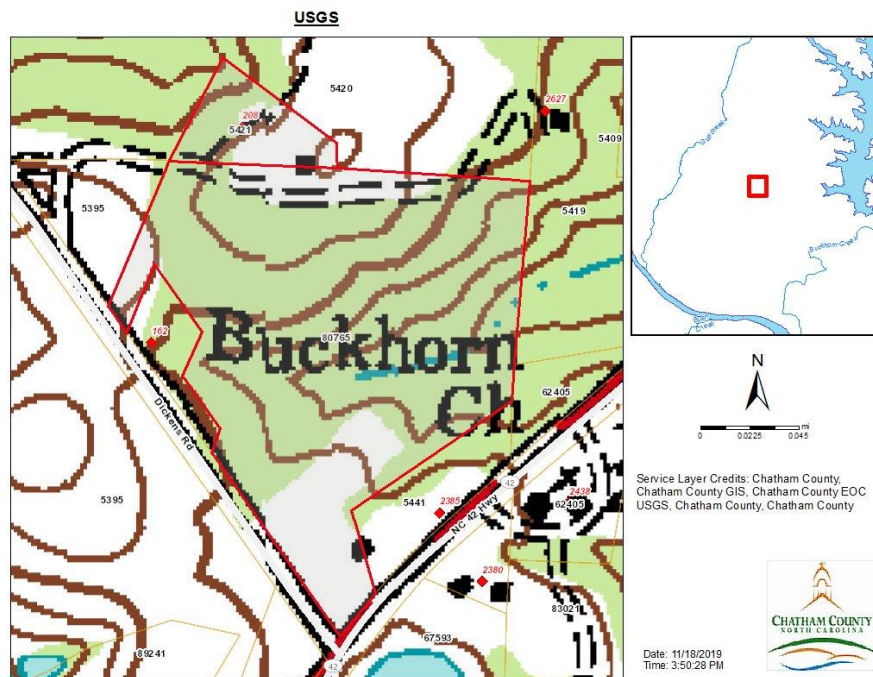 USGS
5420
2627
208
5421
5409
5395
5419
162
Buckhorn
80765
Ch
62405
Dickens Rd
42
5395
5441
2385
2438
62405
NC 42 Hwy
2380
83021
67593
89241
42
Buckhorn Creek
N
0 0.0225 0.045 mi
Service Layer Credits: Chatham County,
Chatham County GIS, Chatham County EOC
USGS, Chatham County, Chatham County
Date: 11/18/2019
Time: 3:50:28 PM
CHATHAM COUNTY
NORTH CAROLINA